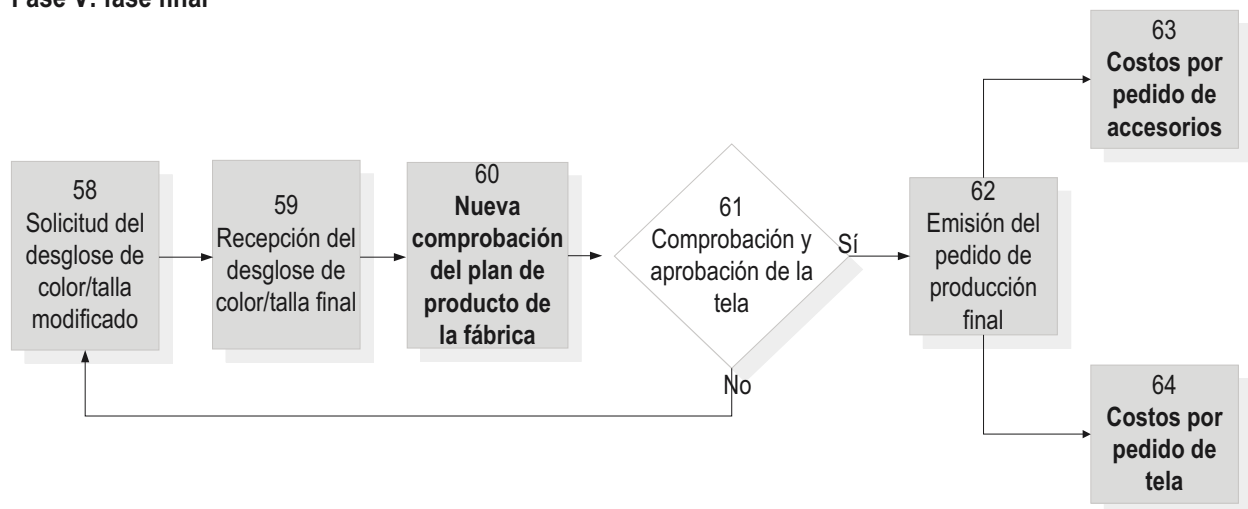 Fase V: fase final
58
Solicitud del
desglose de
color/talla
modificado
59
Recepción del
desglose de
color/talla final
60
Nueva
comprobación
del plan de
producto de
la fábrica
61
Comprobación y
aprobación de la
tela
Sí
No
62
Emisión del
pedido de
producción
final
63
Costos por
pedido de
accesorios
64
Costos por
pedido de
tela